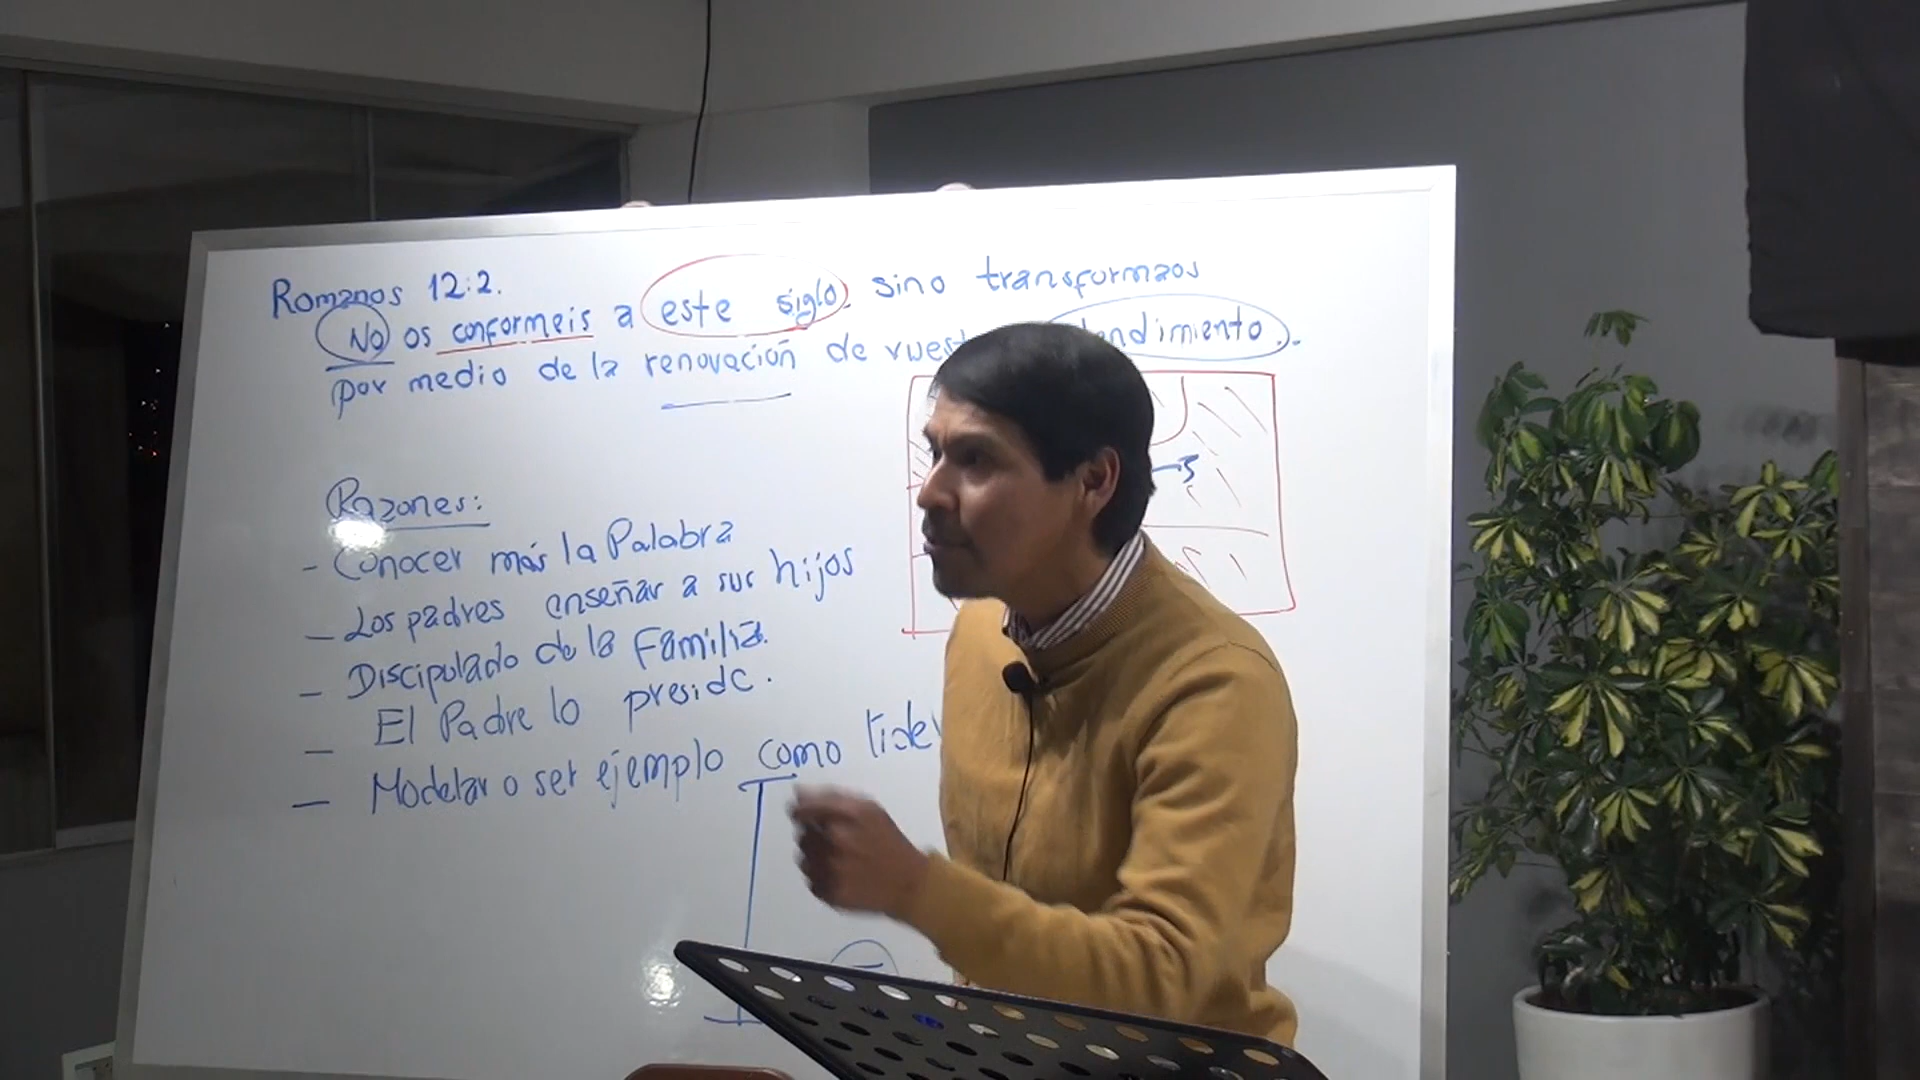 Romanos 12:2.
No os conformeis a este siglo. sino transformaos
por medio de la renovación de vuest endimiento.
Razones:
- Conocer más la Palabra
- Los padres enseñar a sus hijos
- Discipulado de la Familia.
- El Padre lo preside.
- Modelar o ser ejemplo como lider